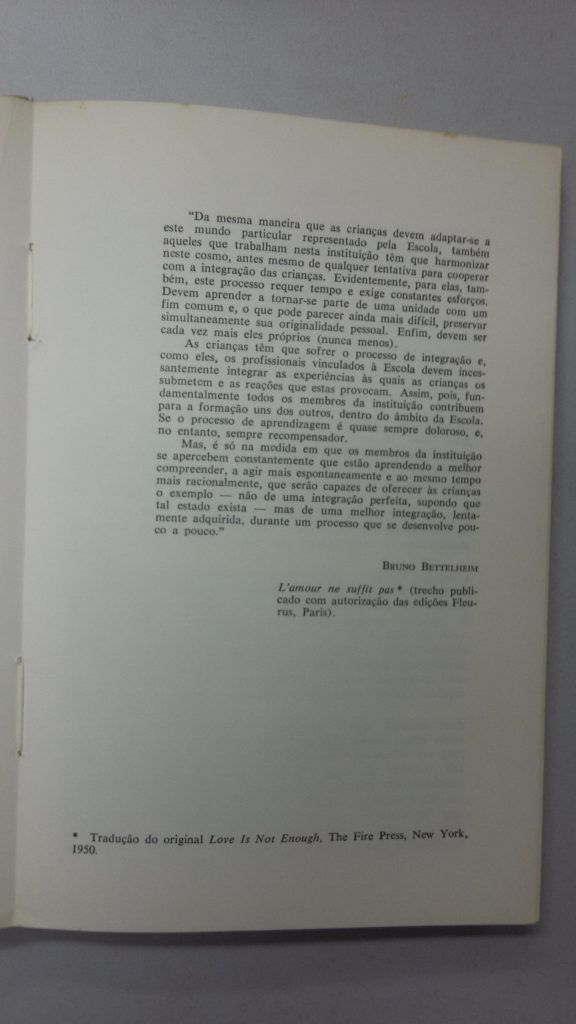 “Da mesma maneira que as crianças devem adaptar-se a
este mundo particular representado pela Escola, também
aqueles que trabalham nesta instituição têm que harmonizar
neste cosmo, antes mesmo de qualquer tentativa para cooperar
com a integração das crianças. Evidentemente, para elas, tam-
bém, este processo requer tempo e exige constantes esforços.
Devem aprender a tornar-se parte de uma unidade com um
fim comum e, o que pode parecer ainda mais difícil, preservar
simultaneamente sua originalidade pessoal. Enfim, devem ser
cada vez mais eles próprios (nunca menos).
As crianças têm que sofrer o processo de integração e,
como eles, os profissionais vinculados à Escola devem inces-
santemente integrar as experiências às quais as crianças os
submetem e as reações que estas provocam. Assim, pois, fun-
damentalmente todos os membros da instituição contribuem
para a formação uns dos outros, dentro do âmbito da Escola.
Se o processo de aprendizagem é quase sempre doloroso, e,
no entanto, sempre recompensador.
Mas, é só na medida em que os membros da instituição
se apercebem constantemente que estão aprendendo a melhor
compreender, a agir mais espontaneamente e ao mesmo tempo
mais racionalmente, que serão capazes de oferecer às crianças
o exemplo — não de uma integração perfeita, supondo que
tal estado exista — mas de uma melhor integração, lenta-
mente adquirida, durante um processo que se desenvolve pou-
co a pouco.”
BRUNO BETTELHEIM
L'amour ne suffit pas* (trecho publi-
cado com autorização das edições Fleu-
rus, Paris).
* Tradução do original Love Is Not Enough, The Fire Press, New York,
1950.